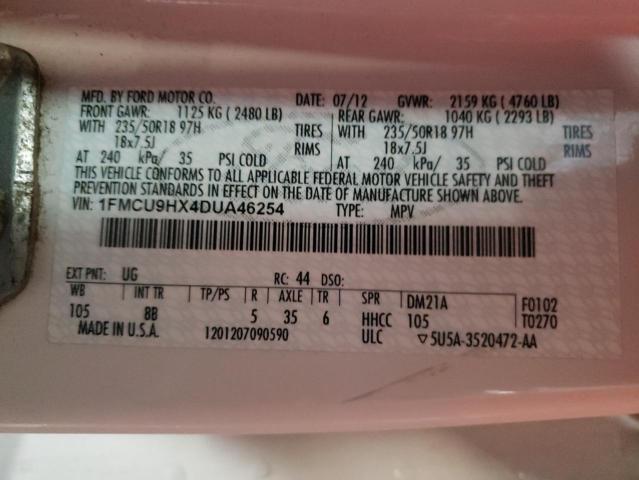 MFD. BY FORD MOTOR CO. DATE: 07/12 GVWR: 2159 KG ( 4760 LB)
FRONT GAWR: 1125 KG ( 2480 LB) REAR GAWR: 1040 KG ( 2293 LB)
WITH 235/50R18 97H TIRES WITH 235/50R18 97H TIRES
18x7.5J RIMS 18x7.5J RIMS
AT 240 kPa/ 35 PSI COLD AT 240 kPa/ 35 PSI COLD
THIS VEHICLE CONFORMS TO ALL APPLICABLE FEDERAL MOTOR VEHICLE SAFETY AND THEFT
PREVENTION STANDARDS IN EFFECT ON THE DATE OF MANUFACTURE SHOWN ABOVE.
VIN: 1FMCU9HX4DUA46254 TYPE: MPV
EXT PNT: UG RC: 44 DSO:
WB INT TR TP/PS R AXLE TR SPR DM21A F0102
105 8B 5 35 6 HHCC 105 T0270
MADE IN U.S.A. 1201207090590 ULC ▽5U5A-3520472-AA